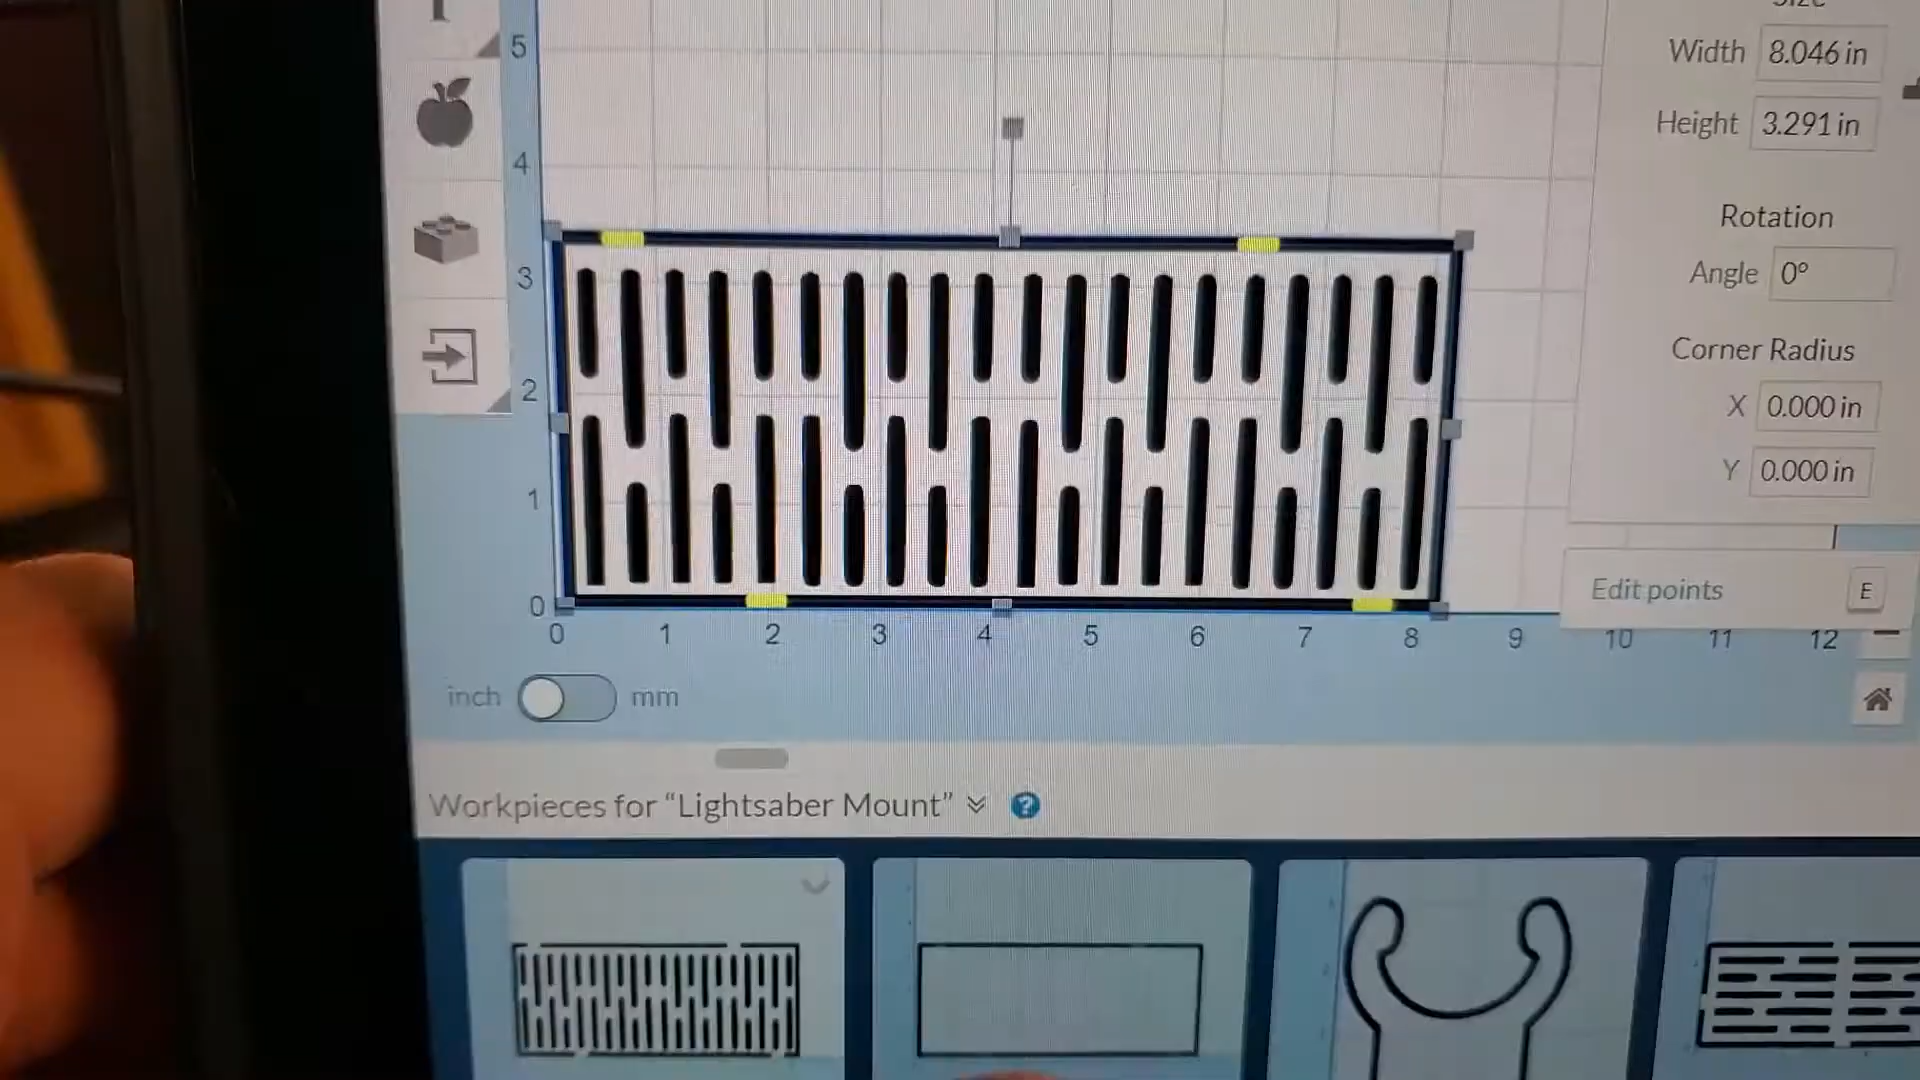 Size
Width 8.046 in
Height 3.291 in
Rotation
Angle 0°
Corner Radius
X 0.000 in
Y 0.000 in
Edit points E
5
4
3
2
1
0
0 1 2 3 4 5 6 7 8 9 10 11 12
inch mm
Workpieces for “Lightsaber Mount” ?